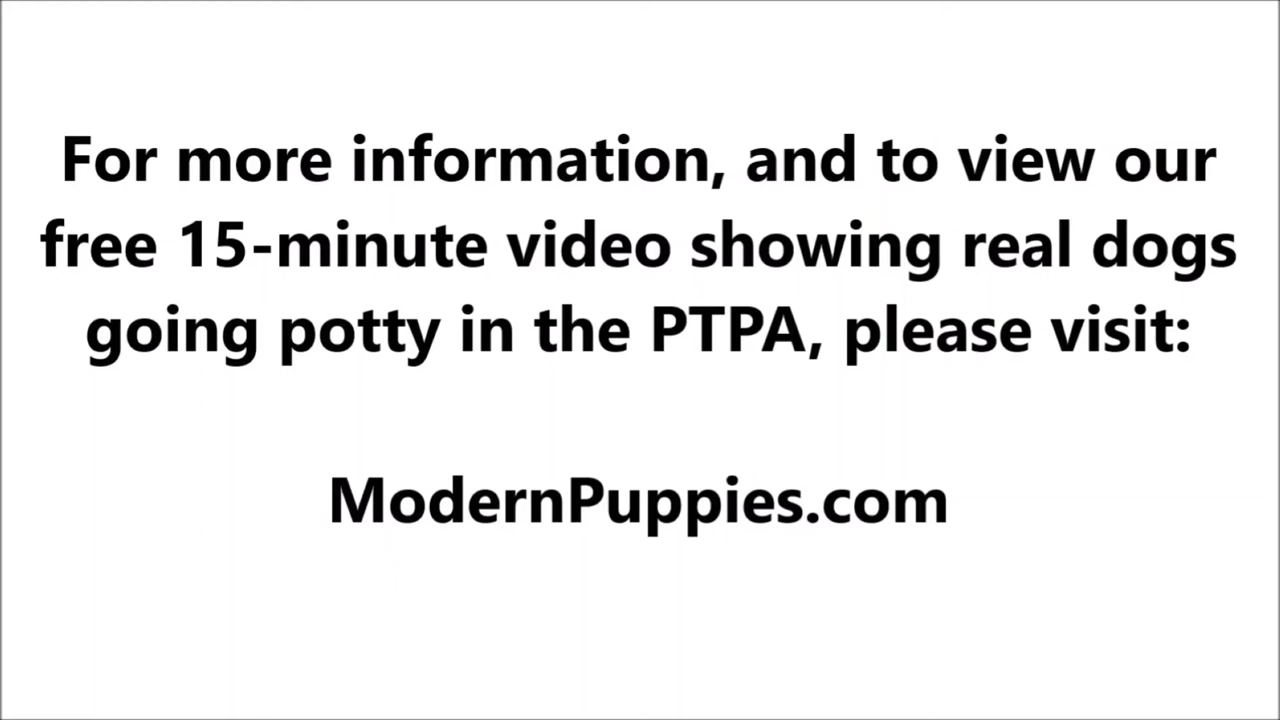 For more information, and to view our
free 15-minute video showing real dogs
going potty in the PTPA, please visit:
ModernPuppies.com